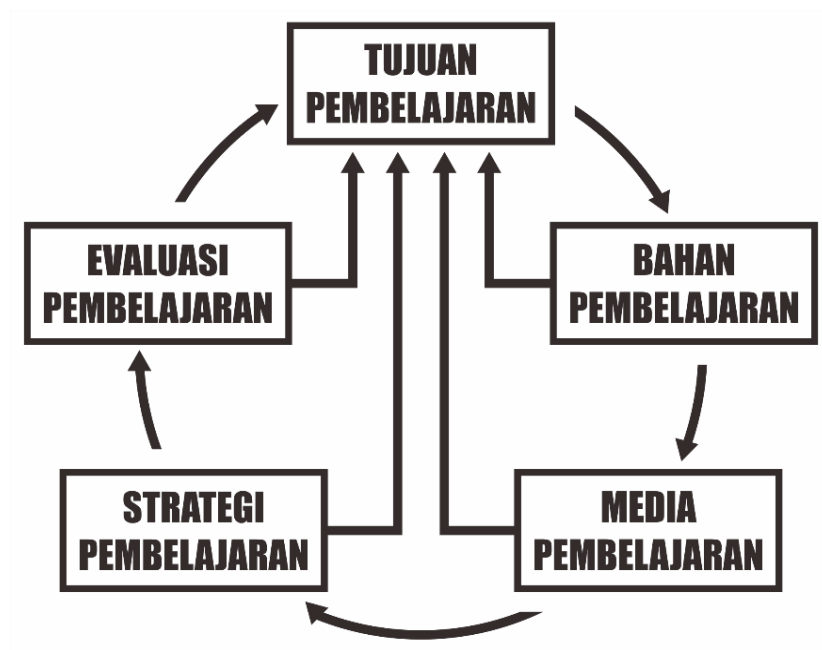 TUJUAN
PEMBELAJARAN
EVALUASI
PEMBELAJARAN
BAHAN
PEMBELAJARAN
STRATEGI
PEMBELAJARAN
MEDIA
PEMBELAJARAN